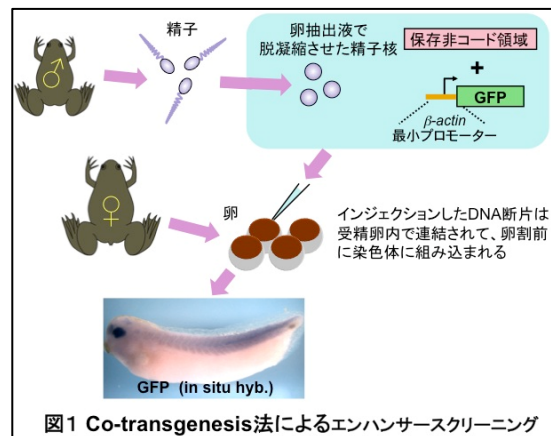 精子
卵抽出液で
脱凝縮させた精子核
保存非コード領域
+
GFP
β-actin
最小プロモーター
♂
♀
卵
インジェクションしたDNA断片は
受精卵内で連結されて、卵割前
に染色体に組み込まれる
GFP (in situ hyb.)
図1 Co-transgenesis法によるエンハンサースクリーニング